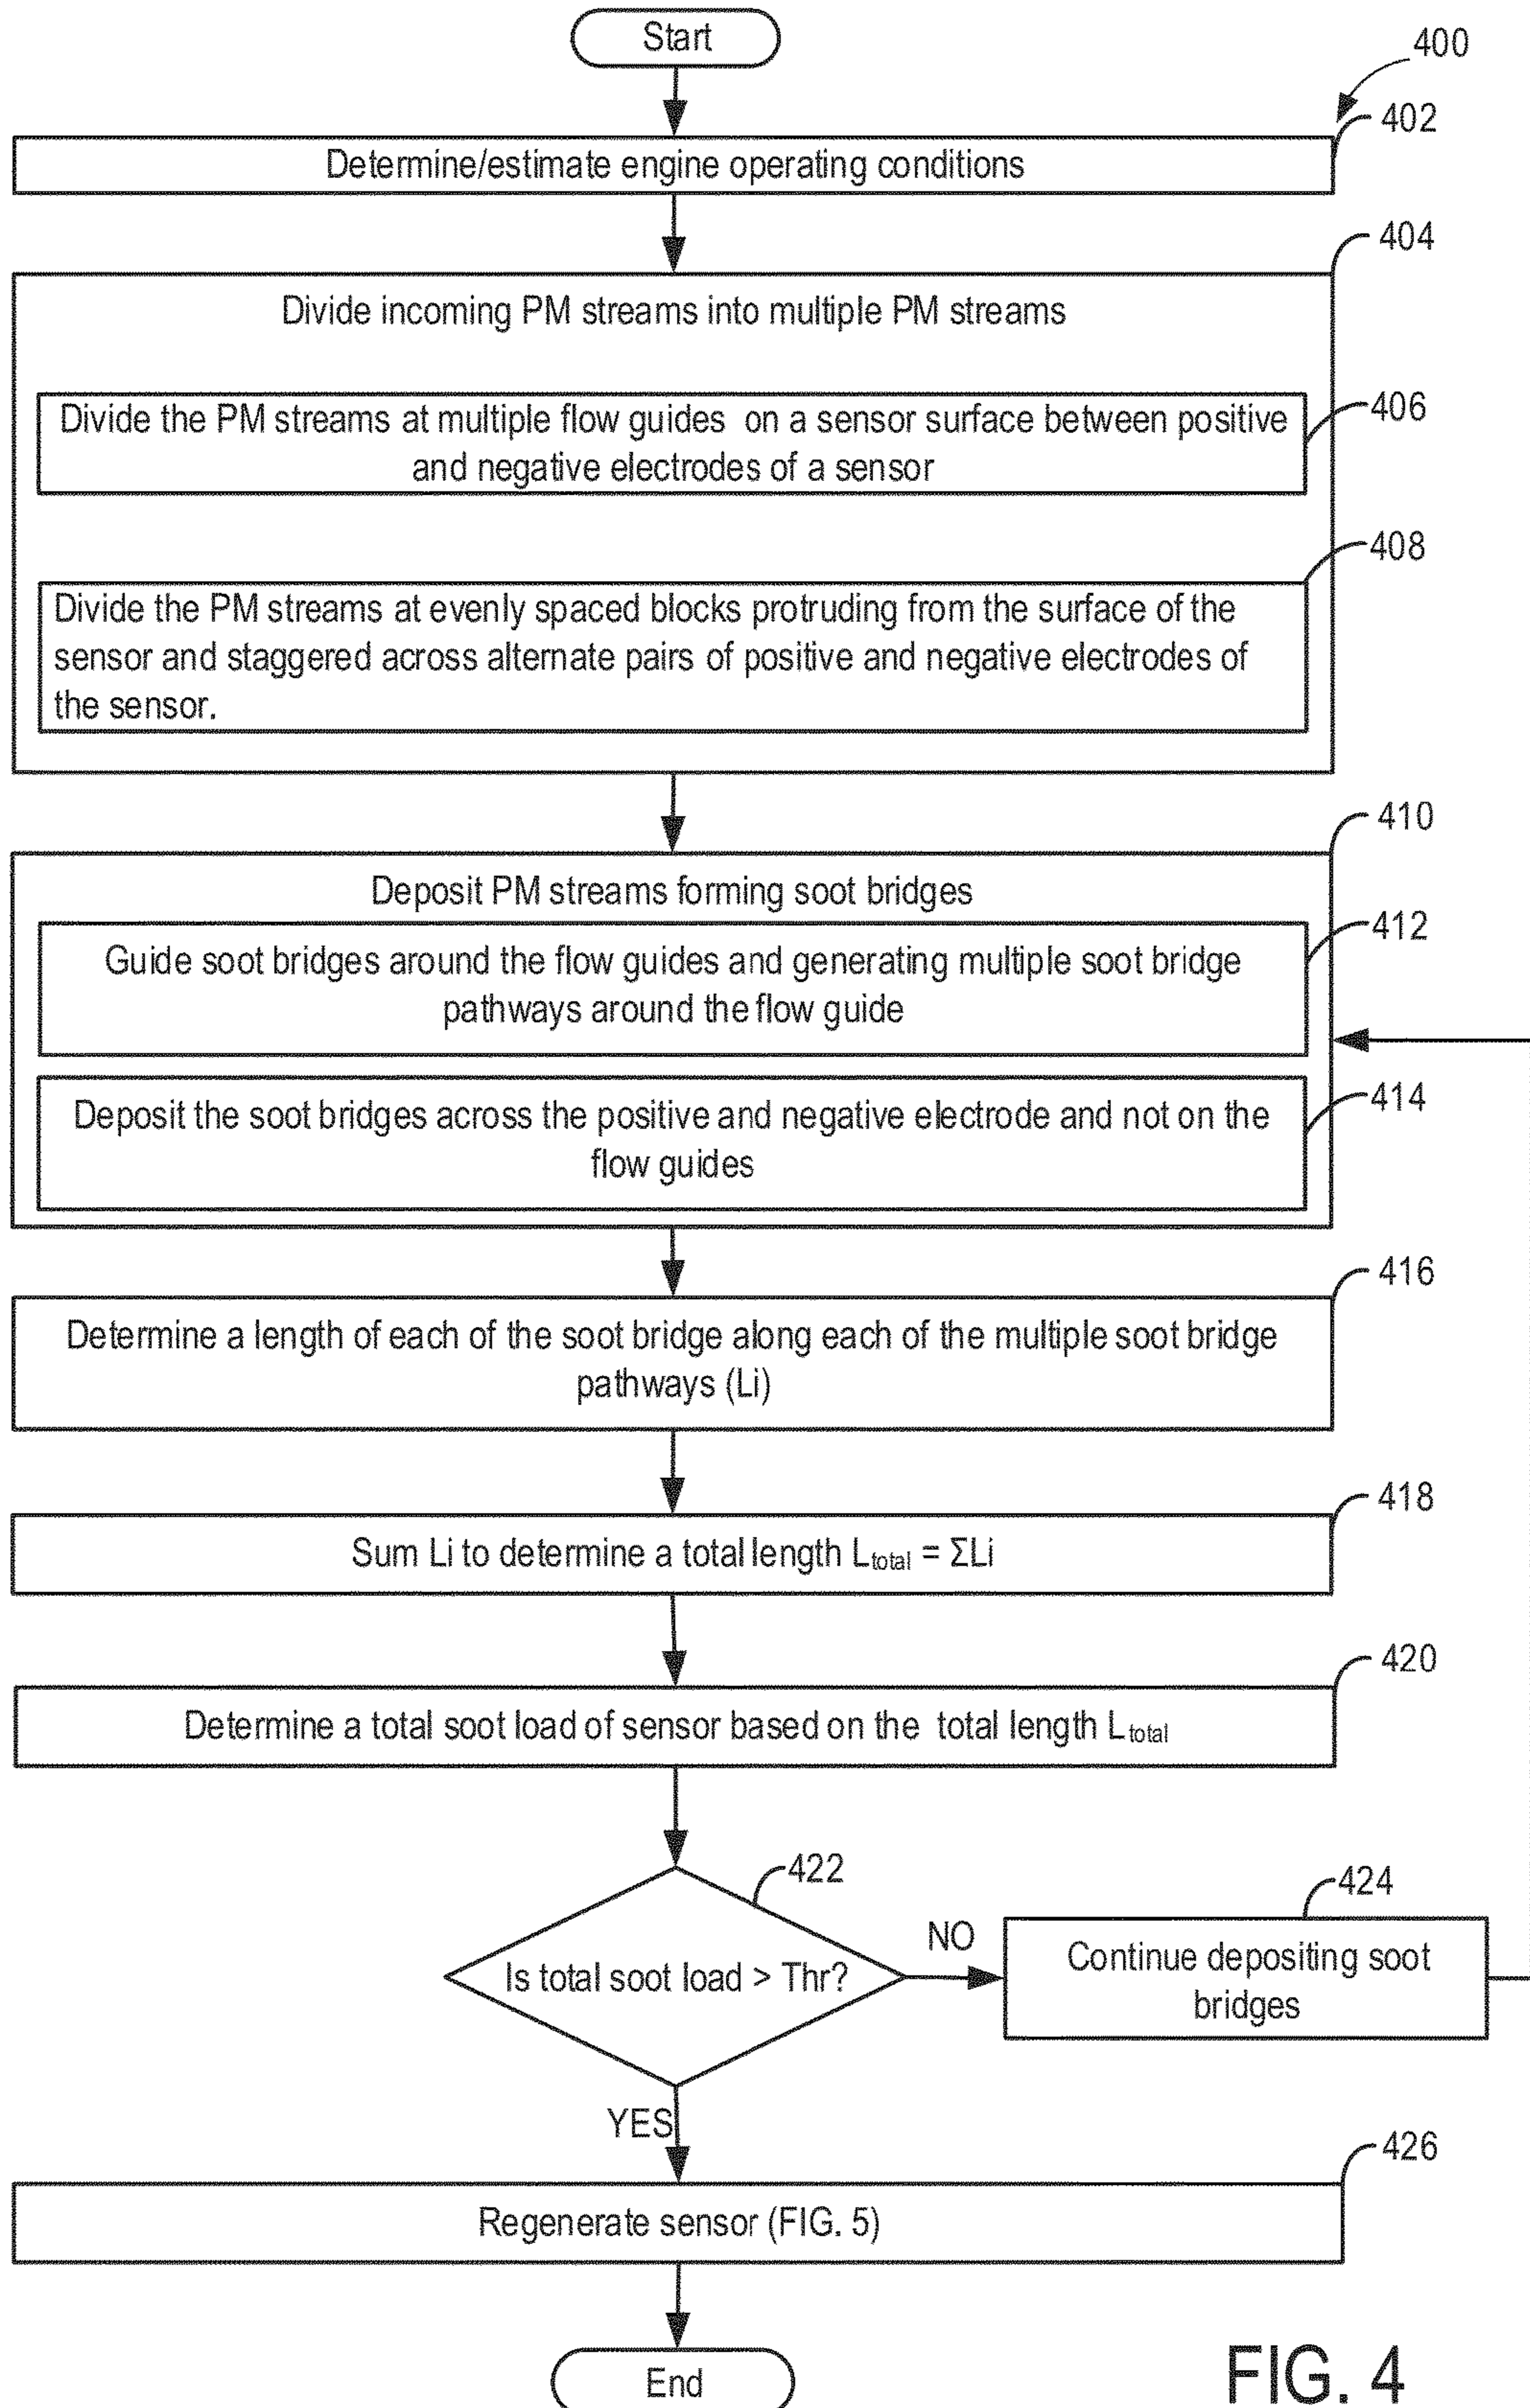 Start
400
402
Determine/estimate engine operating conditions
404
Divide incoming PM streams into multiple PM streams
406
Divide the PM streams at multiple flow guides on a sensor surface between positive
and negative electrodes of a sensor
408
Divide the PM streams at evenly spaced blocks protruding from the surface of the
sensor and staggered across alternate pairs of positive and negative electrodes of
the sensor.
410
Deposit PM streams forming soot bridges
412
Guide soot bridges around the flow guides and generating multiple soot bridge
pathways around the flow guide
414
Deposit the soot bridges across the positive and negative electrode and not on the
flow guides
416
Determine a length of each of the soot bridge along each of the multiple soot bridge
pathways (Li)
418
Sum Li to determine a total length Ltotal = ΣLi
420
Determine a total soot load of sensor based on the total length Ltotal
422
Is total soot load > Thr?
NO
424
Continue depositing soot
bridges
YES
426
Regenerate sensor (FIG. 5)
End
FIG. 4